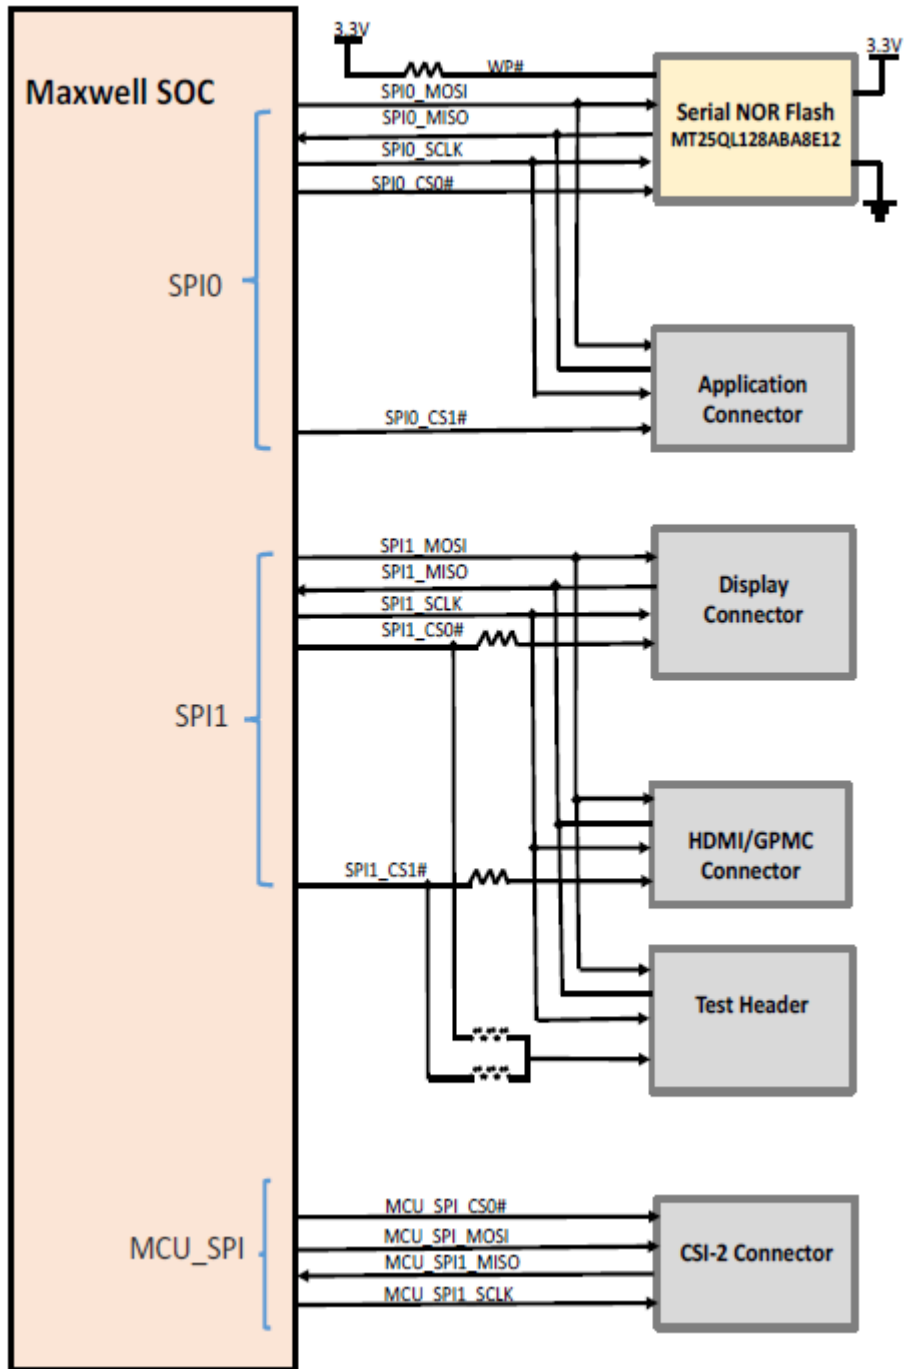 3.3V
3.3V
WP#
Maxwell SOC
SPI0_MOSI
Serial NOR Flash
SPI0_MISO
MT25QL128ABA8E12
SPI0_SCLK
SPI0_CS0#
SPI0
Application
Connector
SPI0_CS1#
SPI1_MOSI
SPI1_MISO
Display
Connector
SPI1_SCLK
SPI1_CS0#
SPI1
HDMI/GPMC
Connector
SPI1_CS1#
Test Header
MCU_SPI_CS0#
MCU_SPI_MOSI
MCU_SPI
CSI-2 Connector
MCU_SPI1_MISO
MCU_SPI1_SCLK